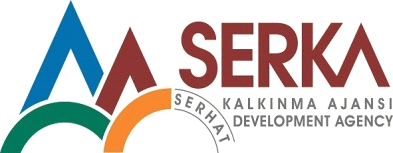 SERKA
SERHAT
KALKINMA AJANSI
DEVELOPMENT AGENCY